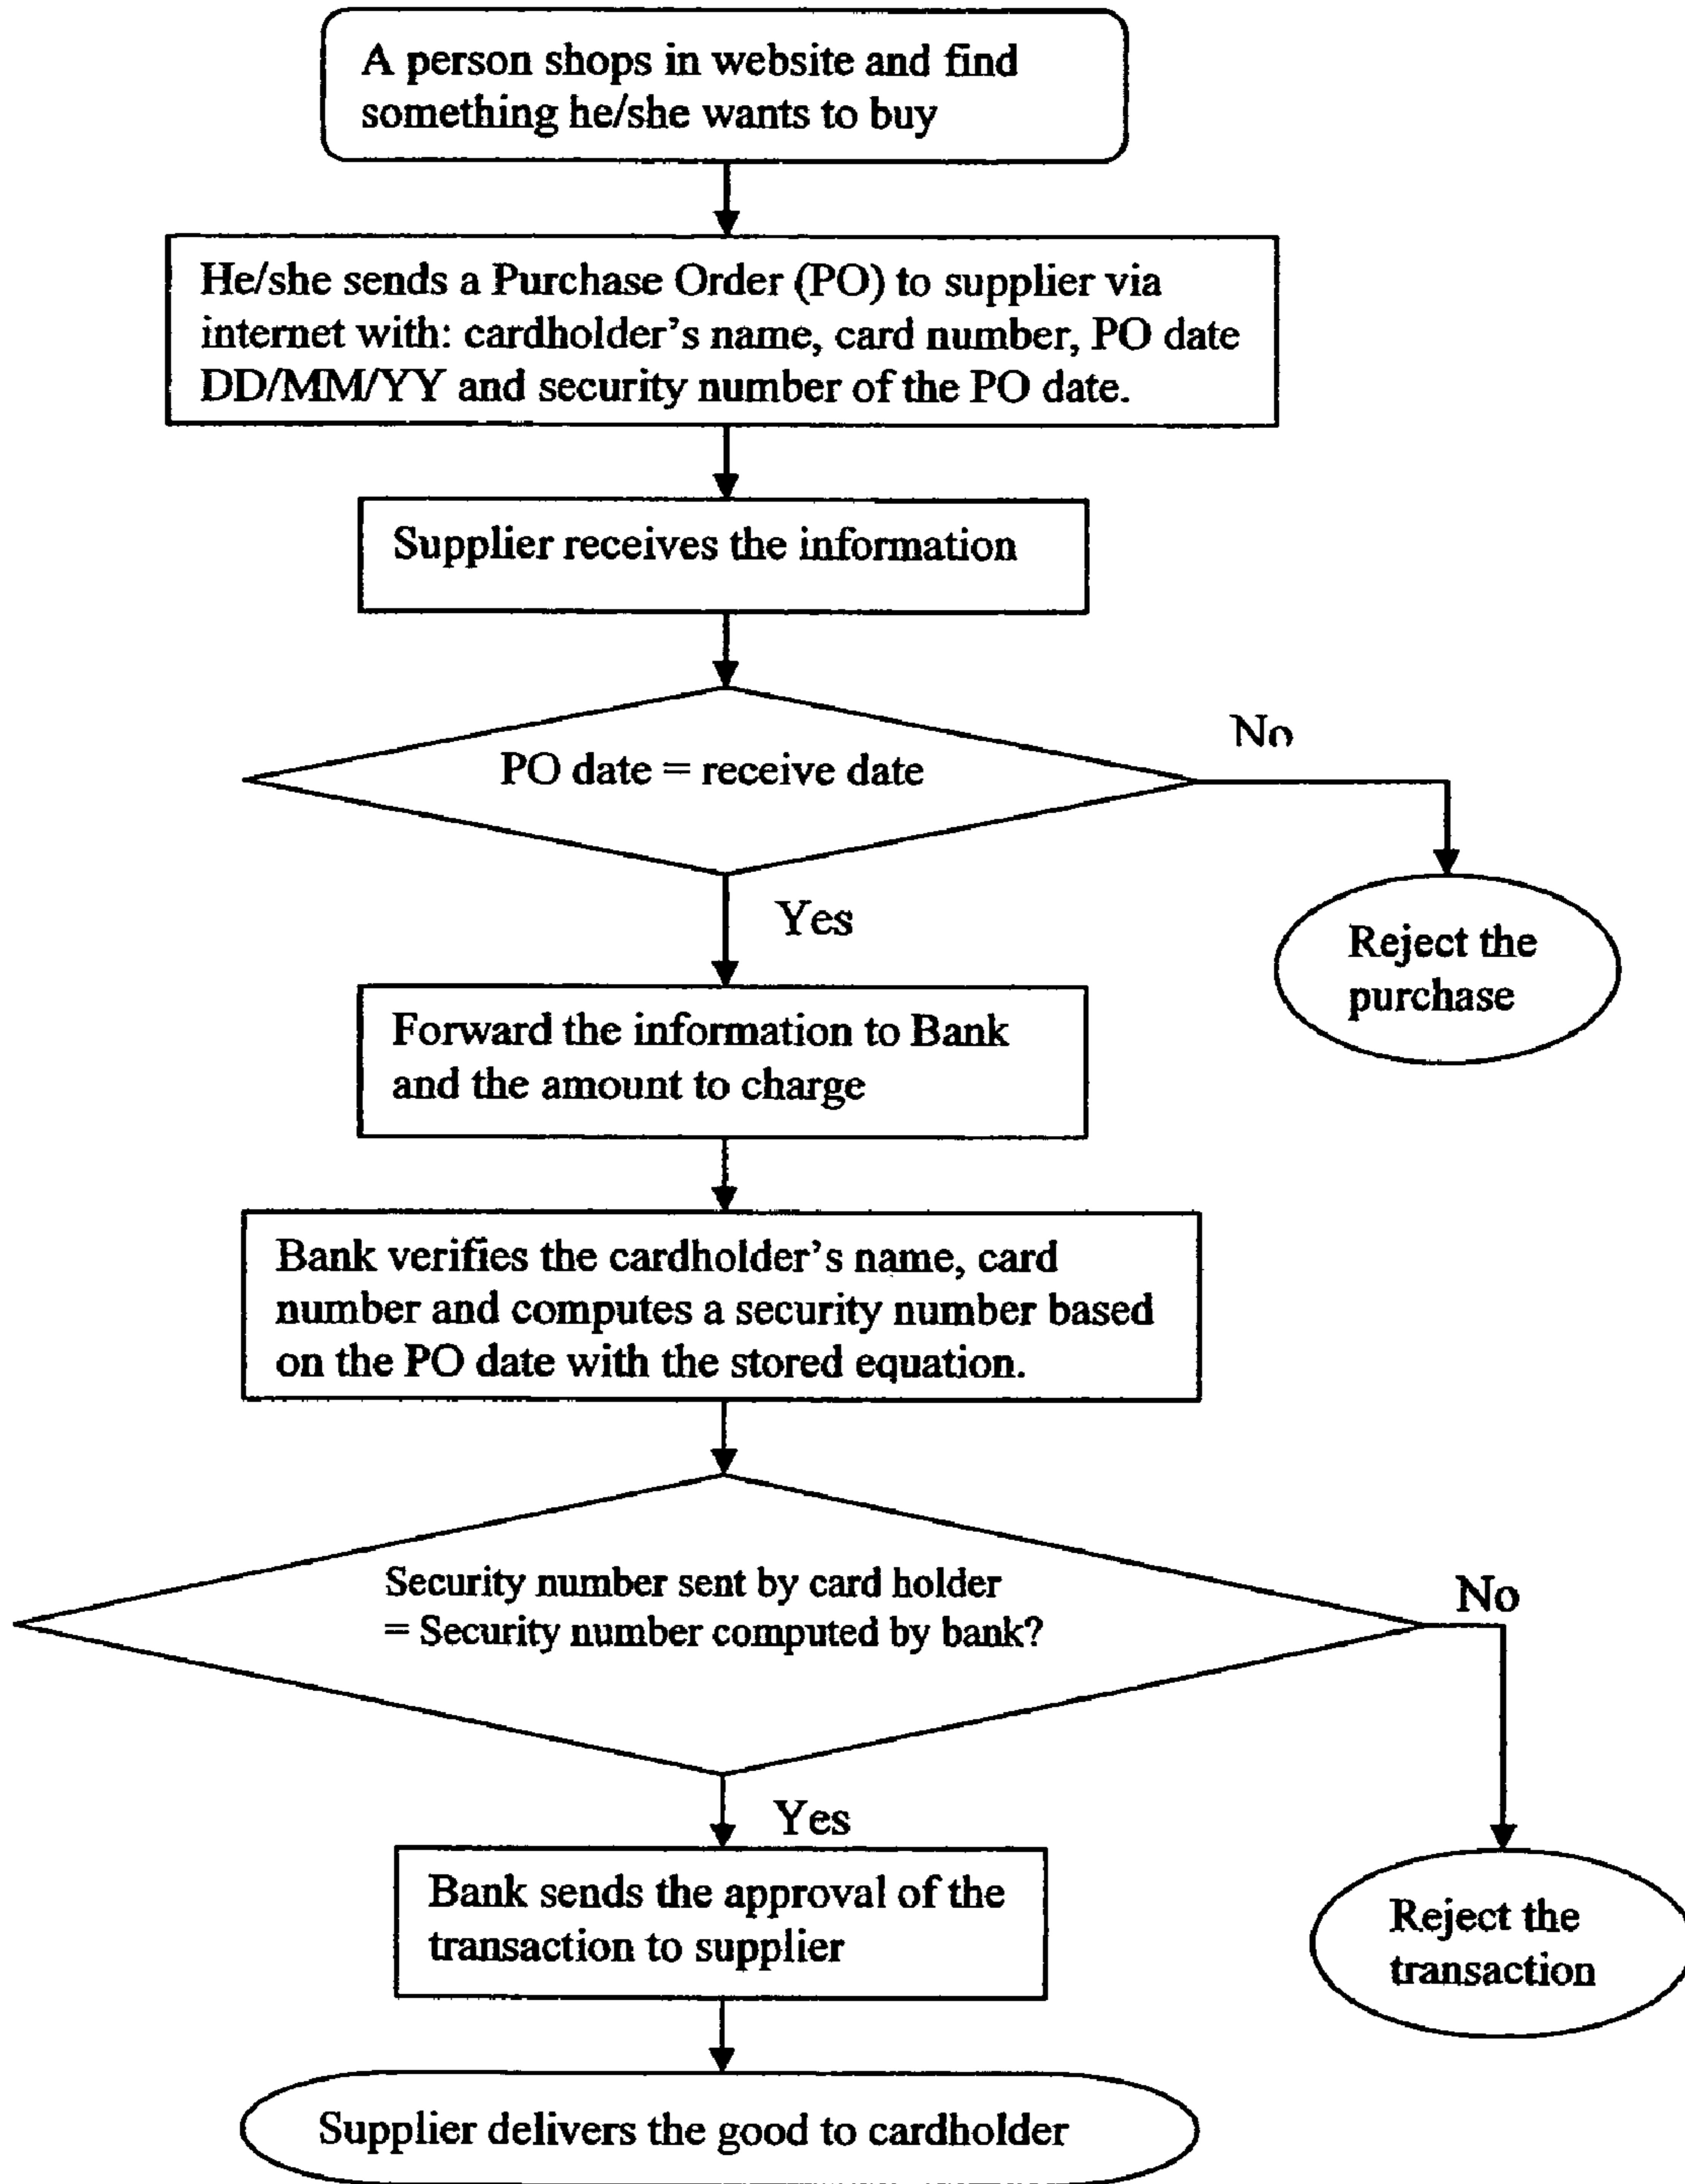 A person shops in website and find
something he/she wants to buy
He/she sends a Purchase Order (PO) to supplier via
internet with: cardholder's name, card number, PO date
DD/MM/YY and security number of the PO date.
Supplier receives the information
PO date = receive date
No
Yes
Reject the
purchase
Forward the information to Bank
and the amount to charge
Bank verifies the cardholder's name, card
number and computes a security number based
on the PO date with the stored equation.
Security number sent by card holder
= Security number computed by bank?
No
Yes
Bank sends the approval of the
transaction to supplier
Reject the
transaction
Supplier delivers the good to cardholder